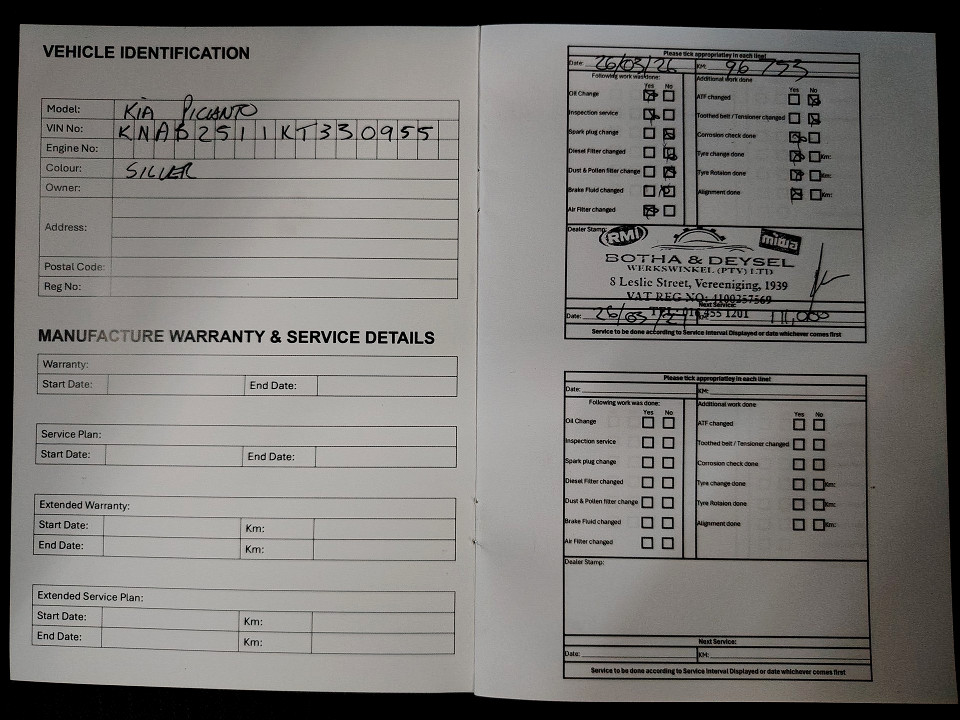 VEHICLE IDENTIFICATION
Model: KIA PICIANTO
VIN No: KNAB2511KT330955
Engine No:
Colour: SILVER
Owner:
Address:
Postal Code:
Reg No:
MANUFACTURE WARRANTY & SERVICE DETAILS
Warranty:
Start Date: End Date:
Service Plan:
Start Date: End Date:
Extended Warranty:
Start Date: Km:
End Date: Km:
Extended Service Plan:
Start Date: Km:
End Date: Km:
Please tick appropriatley in each line!
Date: 26/03/26 KM: 96 753
Following work was done: Additional work done
Yes No Yes No
Oil Change ATF changed
Inspection service Toothed belt / Tensioner changed
Spark plug change Corrosion check done
Diesel Filter changed Tyre change done Km:
Dust & Pollen filter change Tyre Rotaion done Km:
Brake Fluid changed Alignment done Km:
Air Filter changed
Dealer Stamp:
RMI miwa
BOTHA & DEYSEL
WERKSWINKEL (PTY) LTD
8 Leslie Street, Vereeniging, 1939
VAT REG NO: 4100257569
Next Service:
TEL: 016 455 1201
Date: 26/03 111,000
Service to be done according to Service Interval Displayed or date whichever comes first
Please tick appropriatley in each line!
Date: KM:
Following work was done: Additional work done
Yes No Yes No
Oil Change ATF changed
Inspection service Toothed belt / Tensioner changed
Spark plug change Corrosion check done
Diesel Filter changed Tyre change done Km:
Dust & Pollen filter change Tyre Rotaion done Km:
Brake Fluid changed Alignment done Km:
Air Filter changed
Dealer Stamp:
Next Service:
Date: KM:
Service to be done according to Service Interval Displayed or date whichever comes first